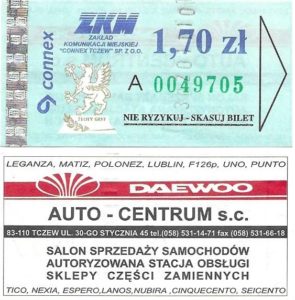 connex
ZKM
ZAKŁAD
KOMUNIKACJI MIEJSKIEJ
"CONNEX TCZEW" SP. Z O.O.
1,70 zł
A 0049705
ZŁOTY GRYF
NIE RYZYKUJ - SKASUJ BILET
LEGANZA, MATIZ, POLONEZ, LUBLIN, F126p, UNO, PUNTO
DAEWOO
AUTO - CENTRUM s.c.
83-110 TCZEW UL. 30-GO STYCZNIA 45 tel.(058) 531-14-71 fax (058) 531-66-18
SALON SPRZEDAŻY SAMOCHODÓW
AUTORYZOWANA STACJA OBSŁUGI
SKLEPY CZĘŚCI ZAMIENNYCH
TICO, NEXIA, ESPERO,LANOS,NUBIRA ,CINQUECENTO, SEICENTO